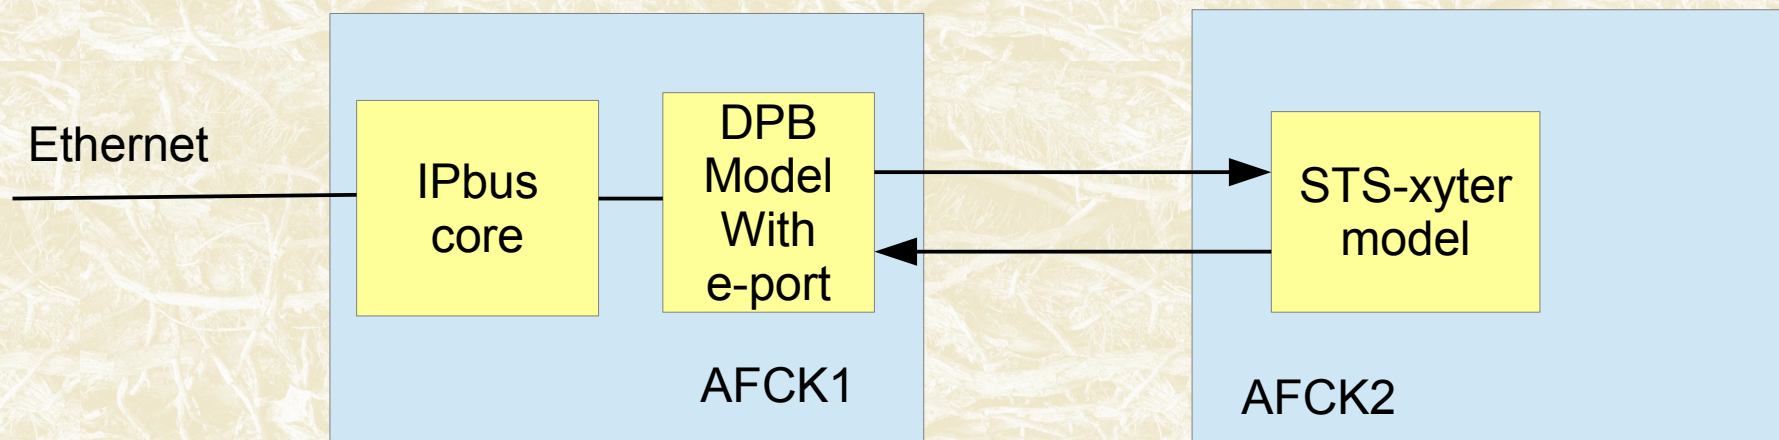 Ethernet
IPbus
core
DPB
Model
With
e-port
STS-xyter
model
AFCK1
AFCK2